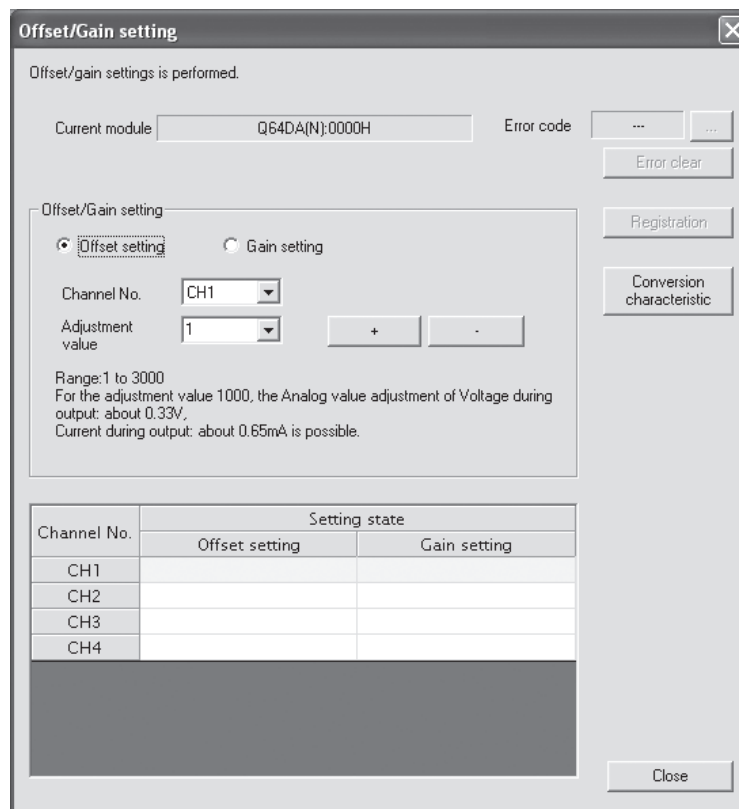 Offset/Gain setting
Offset/gain settings is performed.
Current module Q64DA(N):0000H Error code --- ...
Error clear
Offset/Gain setting
Registration
Offset setting Gain setting
Conversion
characteristic
Channel No. CH1
Adjustment
value 1 + -
Range:1 to 3000
For the adjustment value 1000, the Analog value adjustment of Voltage during
output: about 0.33V,
Current during output: about 0.65mA is possible.
Channel No. Setting state
Offset setting Gain setting
CH1
CH2
CH3
CH4
Close